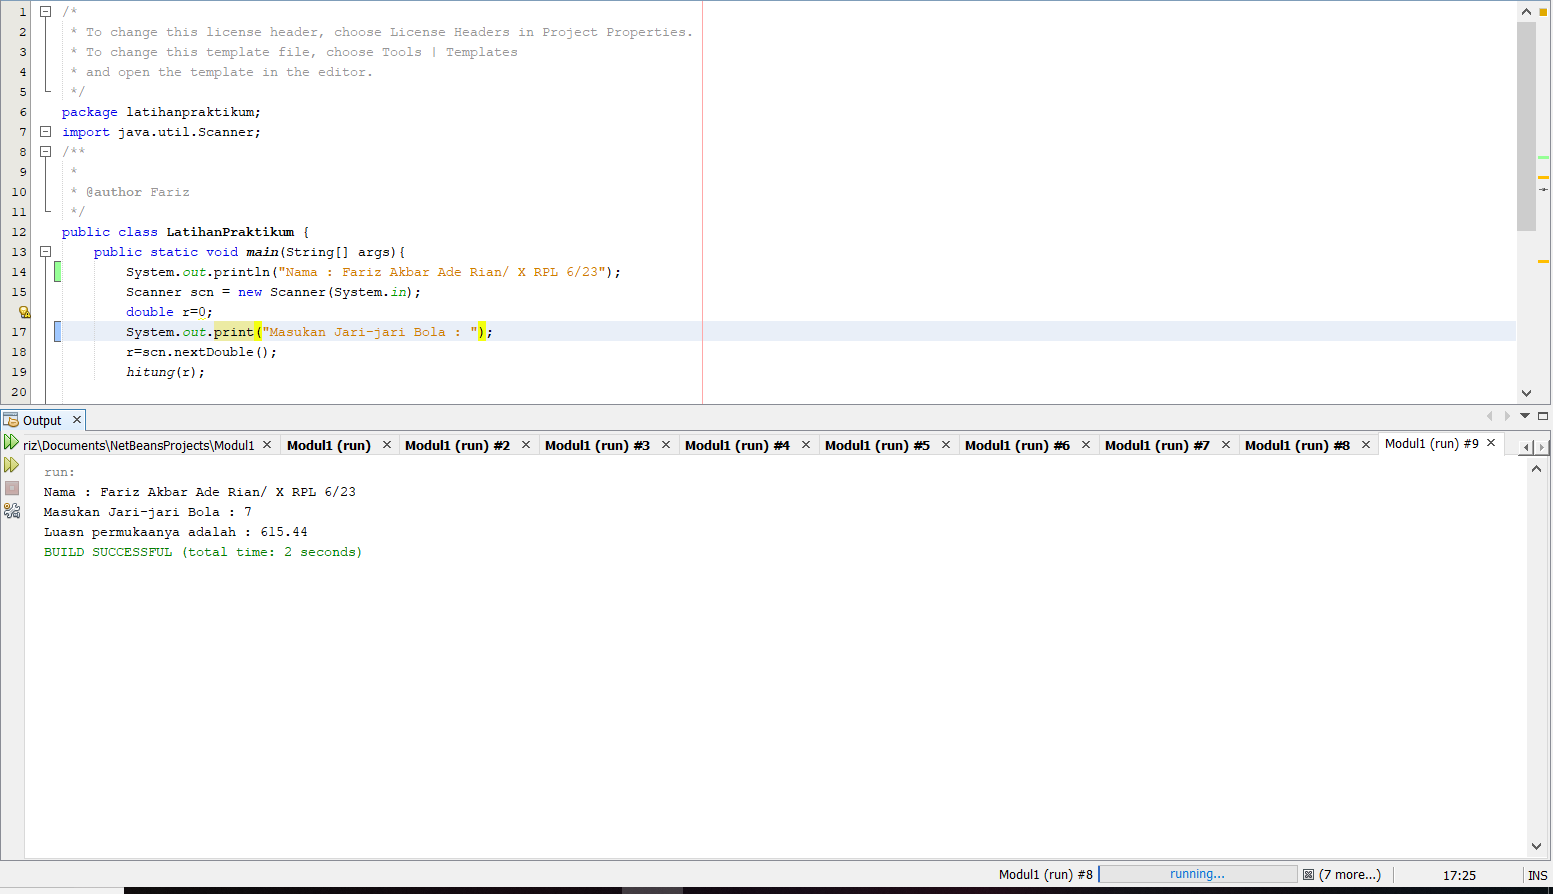 1 /*
2 * To change this license header, choose License Headers in Project Properties.
3 * To change this template file, choose Tools | Templates
4 * and open the template in the editor.
5 */
6 package latihanpraktikum;
7 import java.util.Scanner;
8 /**
9 *
10 * @author Fariz
11 */
12 public class LatihanPraktikum {
13 public static void main(String[] args){
14 System.out.println("Nama : Fariz Akbar Ade Rian/ X RPL 6/23");
15 Scanner scn = new Scanner(System.in);
double r=0;
17 System.out.print("Masukan Jari-jari Bola : ");
18 r=scn.nextDouble();
19 hitung(r);
20
Output
riz\Documents\NetBeansProjects\Modul1 Modul1 (run) Modul1 (run) #2 Modul1 (run) #3 Modul1 (run) #4 Modul1 (run) #5 Modul1 (run) #6 Modul1 (run) #7 Modul1 (run) #8 Modul1 (run) #9
run:
Nama : Fariz Akbar Ade Rian/ X RPL 6/23
Masukan Jari-jari Bola : 7
Luasn permukaanya adalah : 615.44
BUILD SUCCESSFUL (total time: 2 seconds)
Modul1 (run) #8 running... (7 more...) 17:25 INS